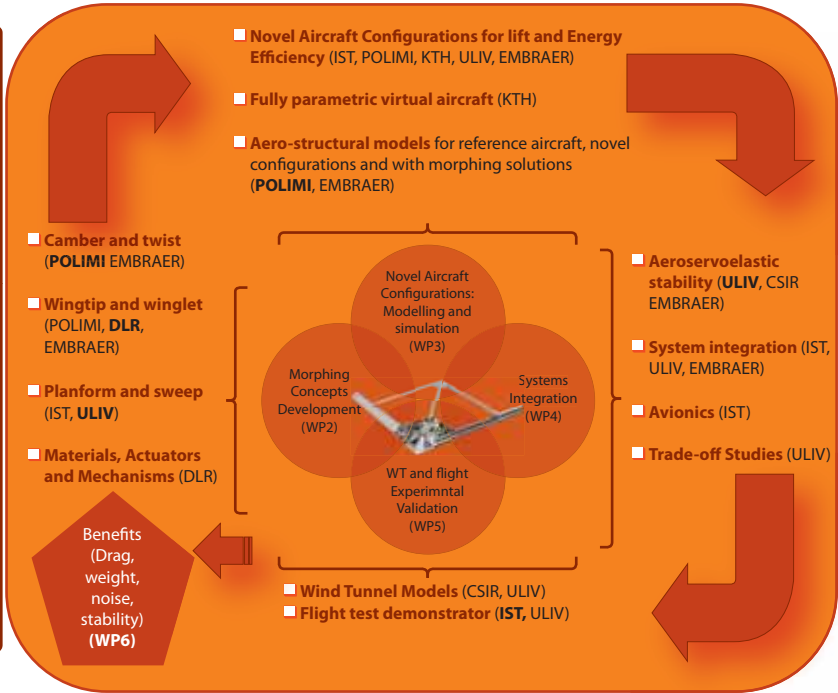 Novel Aircraft Configurations for lift and Energy
Efficiency (IST, POLIMI, KTH, ULIV, EMBRAER)
Fully parametric virtual aircraft (KTH)
Aero-structural models for reference aircraft, novel
configurations and with morphing solutions
(POLIMI, EMBRAER)
Camber and twist
(POLIMI EMBRAER)
Wingtip and winglet
(POLIMI, DLR,
EMBRAER)
Planform and sweep
(IST, ULIV)
Materials, Actuators
and Mechanisms (DLR)
Novel Aircraft
Configurations:
Modelling and
simulation
(WP3)
Morphing
Concepts
Development
(WP2)
Systems
Integration
(WP4)
WT and flight
Experimntal
Validation
(WP5)
Aeroservoelastic
stability (ULIV, CSIR
EMBRAER)
System integration (IST,
ULIV, EMBRAER)
Avionics (IST)
Trade-off Studies (ULIV)
Benefits
(Drag,
weight,
noise,
stability)
(WP6)
Wind Tunnel Models (CSIR, ULIV)
Flight test demonstrator (IST, ULIV)